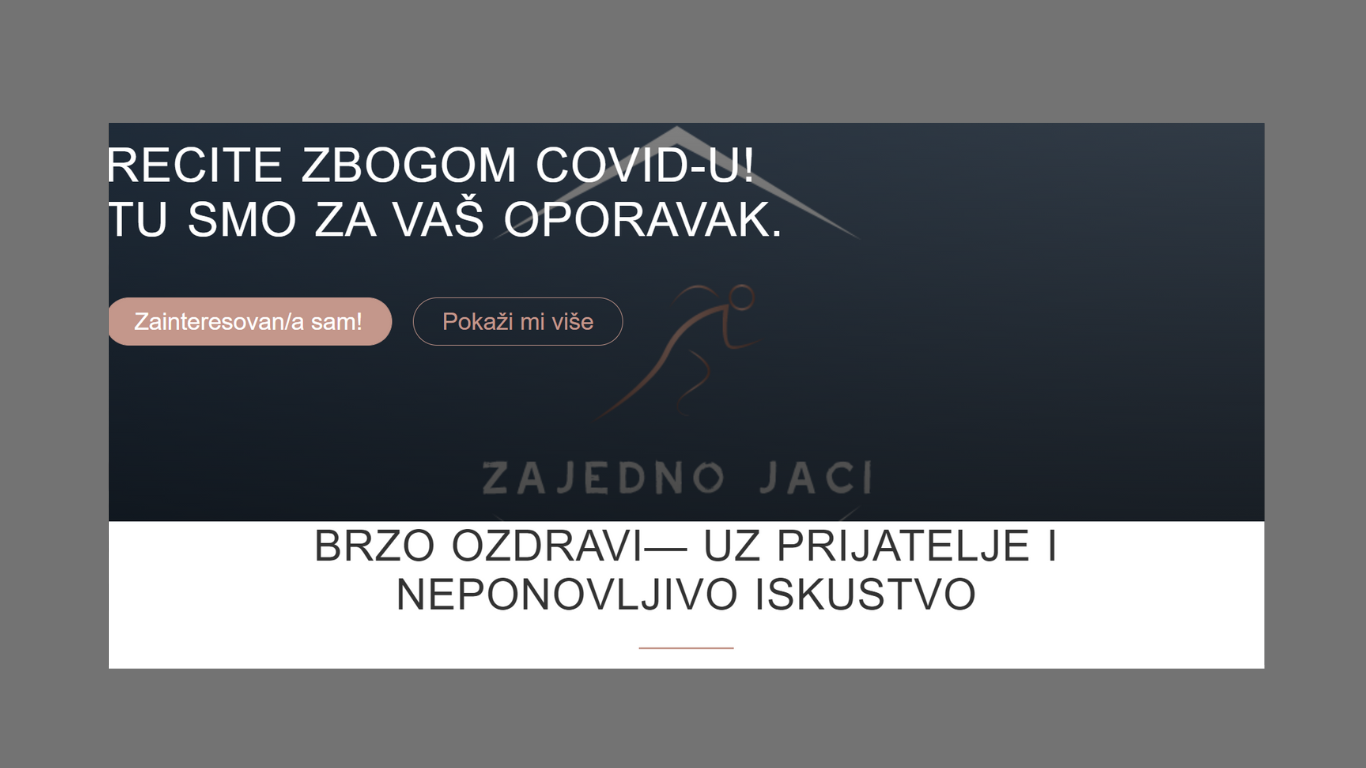 RECITE ZBOGOM COVID-U!
TU SMO ZA VAŠ OPORAVAK.
Zainteresovan/a sam!
Pokaži mi više
ZAJEDNO JACI
BRZO OZDRAVI— UZ PRIJATELJE I
NEPONOVLJIVO ISKUSTVO